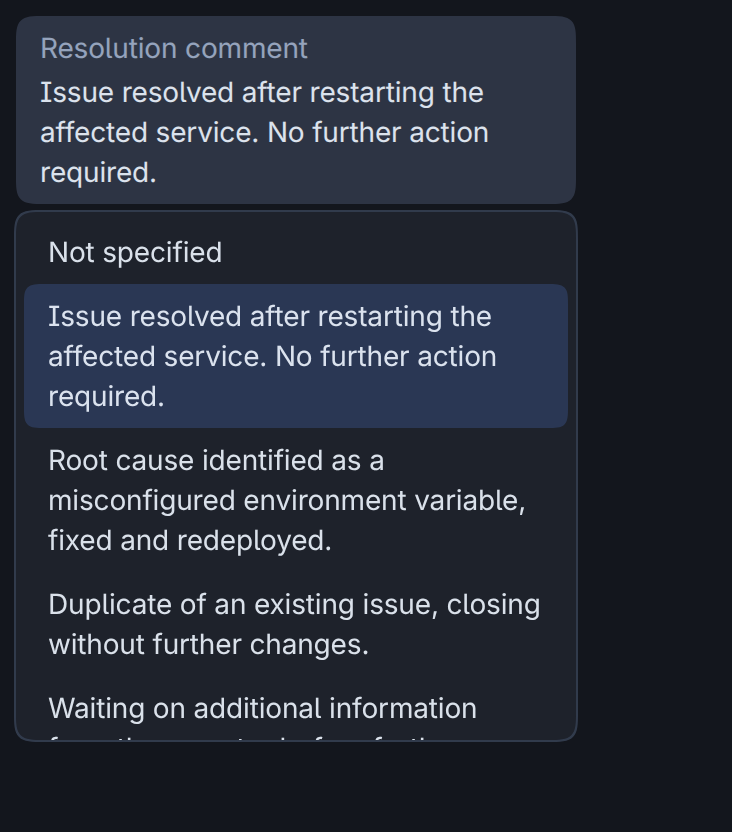 Resolution comment
Issue resolved after restarting the
affected service. No further action
required.
Not specified
Issue resolved after restarting the
affected service. No further action
required.
Root cause identified as a
misconfigured environment variable,
fixed and redeployed.
Duplicate of an existing issue, closing
without further changes.
Waiting on additional information